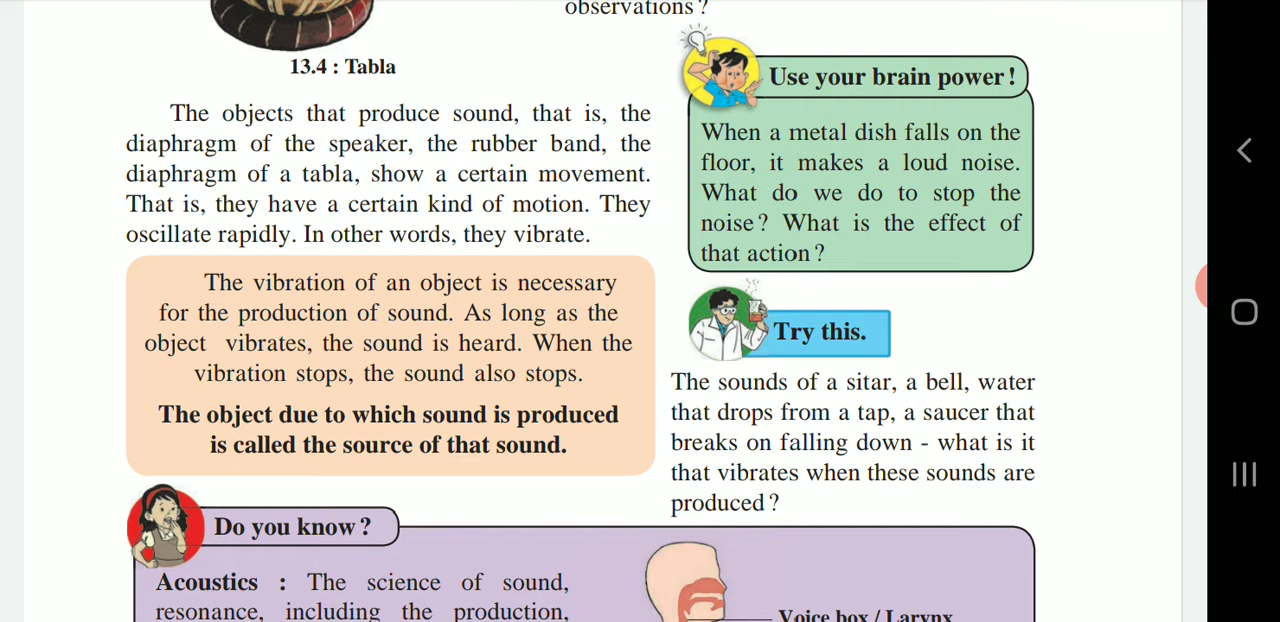 observations ?
13.4 : Tabla
The objects that produce sound, that is, the
diaphragm of the speaker, the rubber band, the
diaphragm of a tabla, show a certain movement.
That is, they have a certain kind of motion. They
oscillate rapidly. In other words, they vibrate.
The vibration of an object is necessary
for the production of sound. As long as the
object vibrates, the sound is heard. When the
vibration stops, the sound also stops.
The object due to which sound is produced
is called the source of that sound.
Use your brain power !
When a metal dish falls on the
floor, it makes a loud noise.
What do we do to stop the
noise ? What is the effect of
that action ?
Try this.
The sounds of a sitar, a bell, water
that drops from a tap, a saucer that
breaks on falling down - what is it
that vibrates when these sounds are
produced ?
Do you know ?
Acoustics : The science of sound,
resonance, including the production,
Voice box / Larynx